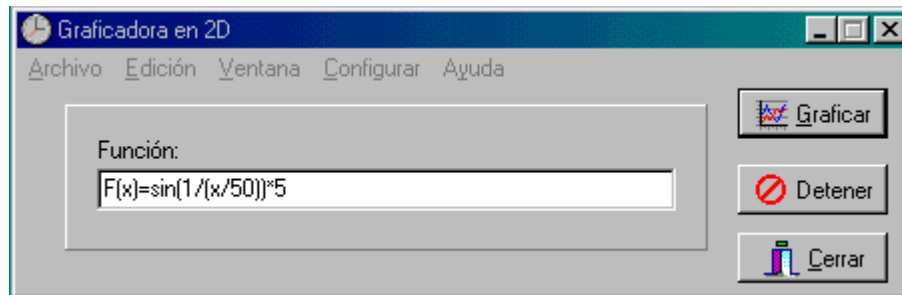 Graficadora en 2D
Archivo Edición Ventana Configurar Ayuda
Graficar
Función:
F(x)=sin(1/(x/50))*5
Detener
Cerrar